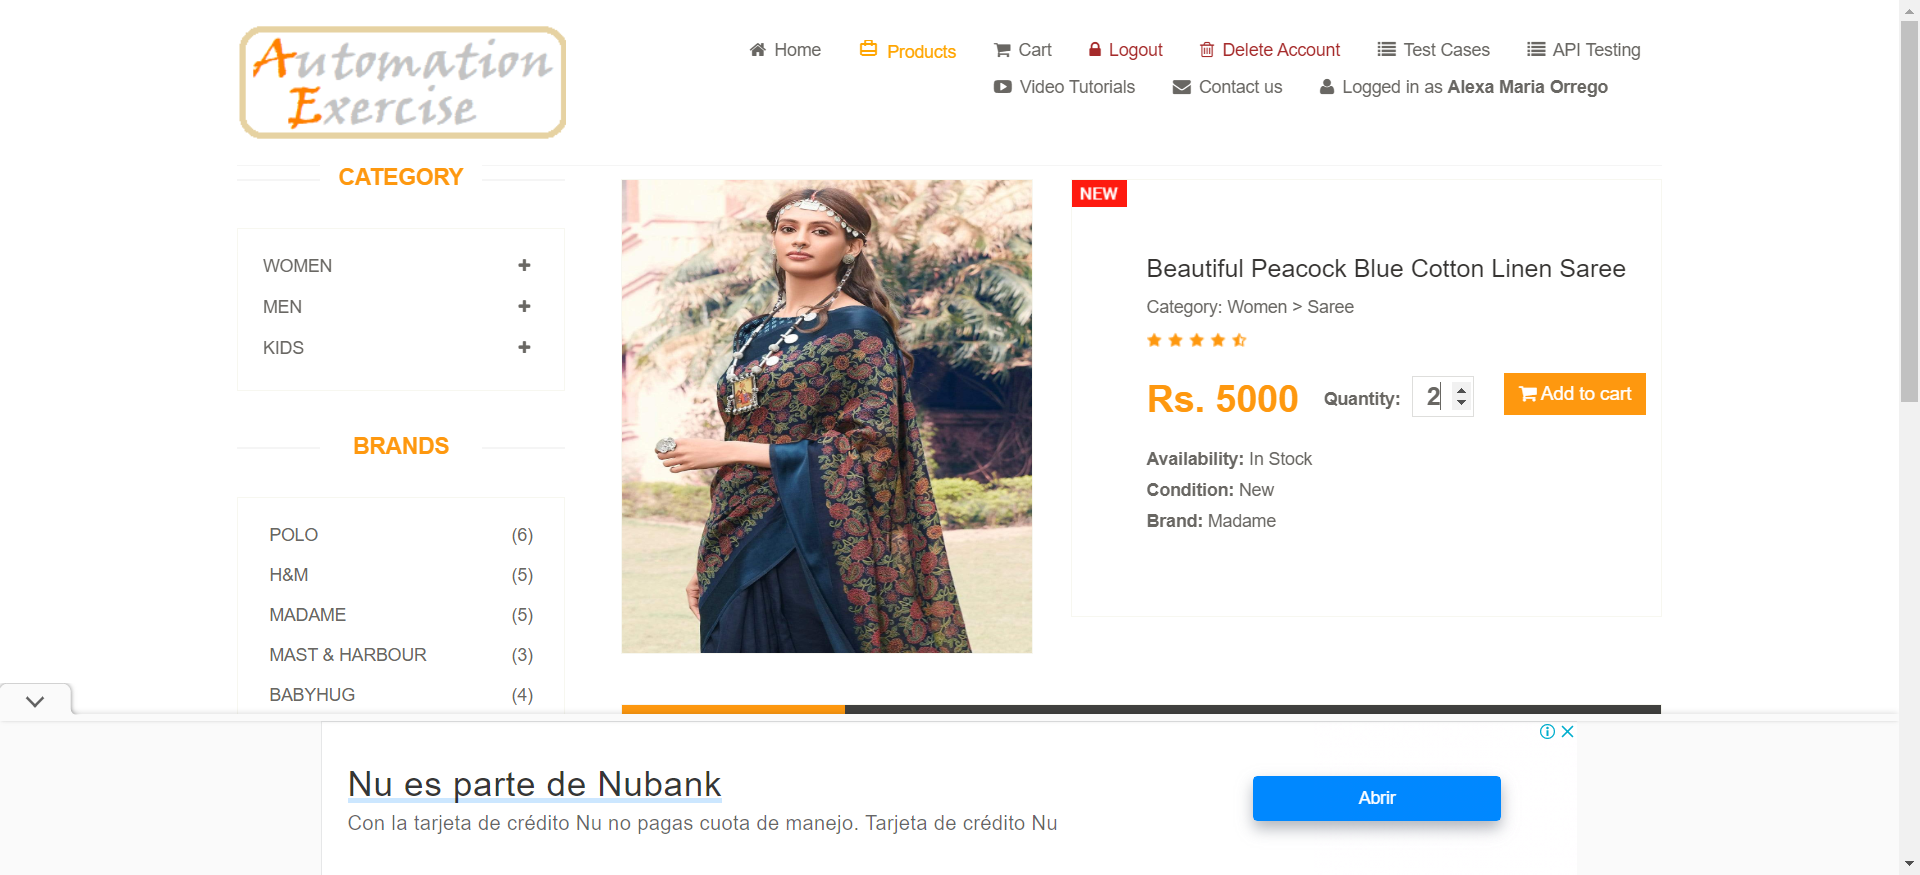 Automation
Exercise
Home
Products
Cart
Logout
Delete Account
Test Cases
API Testing
Video Tutorials
Contact us
Logged in as Alexa Maria Orrego
CATEGORY
WOMEN
MEN
KIDS
BRANDS
POLO (6)
H&M (5)
MADAME (5)
MAST & HARBOUR (3)
BABYHUG (4)
NEW
Beautiful Peacock Blue Cotton Linen Saree
Category: Women > Saree
Rs. 5000 Quantity: 2 Add to cart
Availability: In Stock
Condition: New
Brand: Madame
Nu es parte de Nubank
Con la tarjeta de crédito Nu no pagas cuota de manejo. Tarjeta de crédito Nu
Abrir